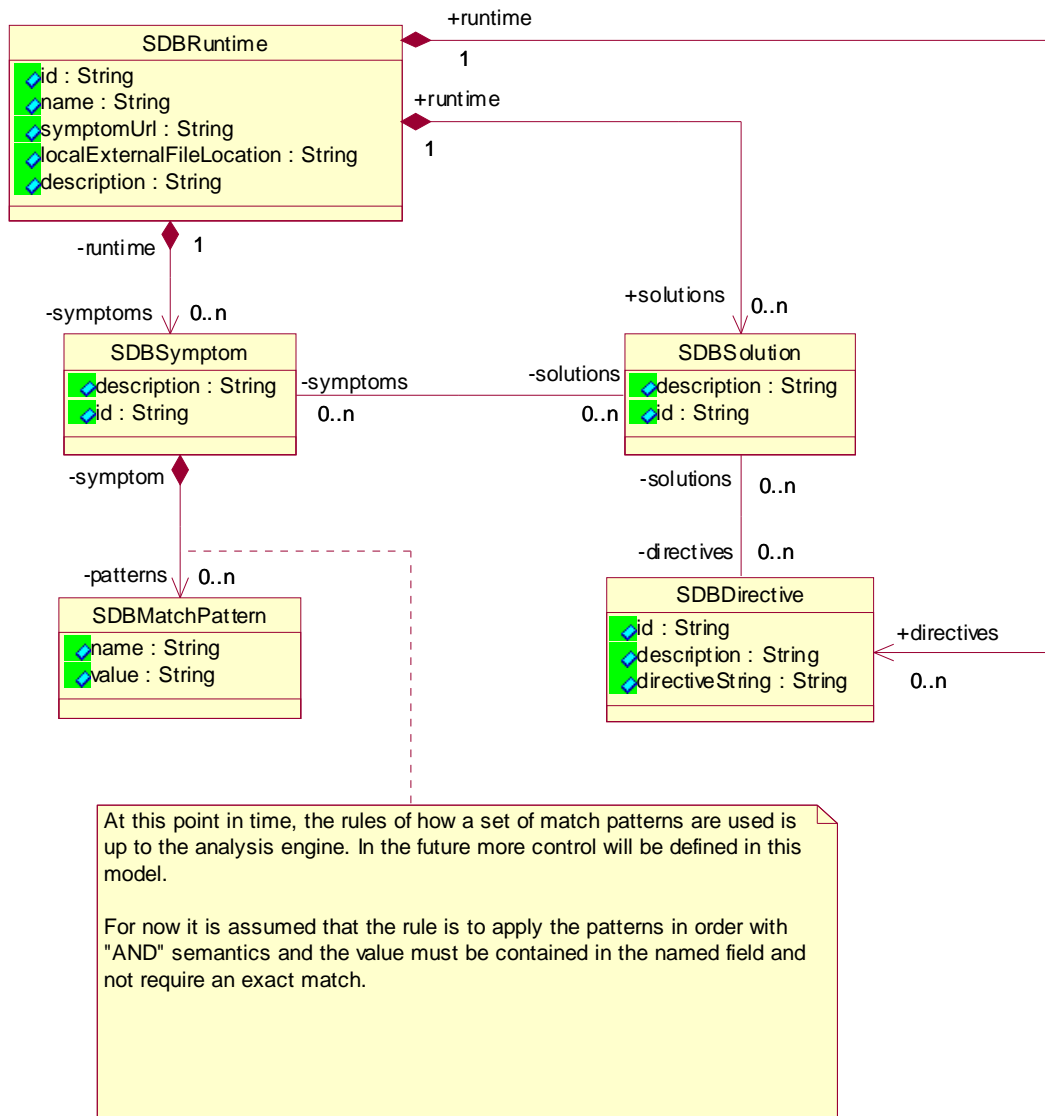 +runtime
1
SDBRuntime
id : String
name : String
symptomUrl : String
localExternalFileLocation : String
description : String
+runtime
1
-runtime
1
-symptoms
0..n
+solutions
0..n
SDBSymptom
description : String
id : String
-symptoms
0..n
-solutions
0..n
SDBSolution
description : String
id : String
-symptom
-solutions
0..n
-patterns
0..n
-directives
0..n
SDBMatchPattern
name : String
value : String
SDBDirective
id : String
description : String
directiveString : String
+directives
0..n
At this point in time, the rules of how a set of match patterns are used is
up to the analysis engine. In the future more control will be defined in this
model.
For now it is assumed that the rule is to apply the patterns in order with
"AND" semantics and the value must be contained in the named field and
not require an exact match.